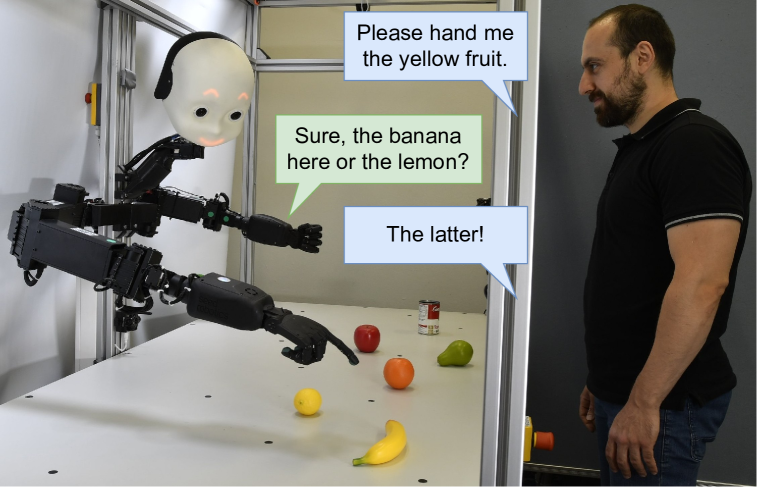 Please hand me
the yellow fruit.
Sure, the banana
here or the lemon?
The latter!